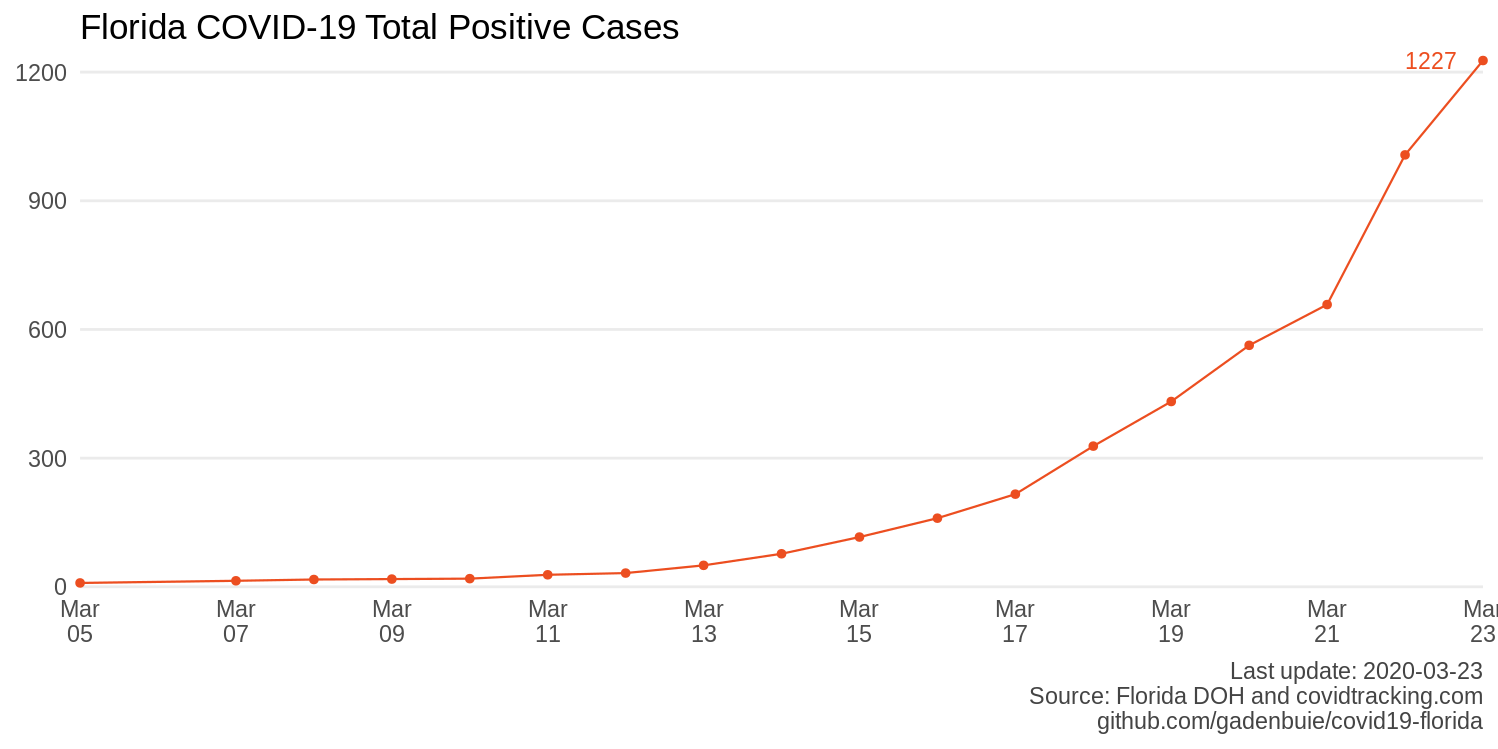 Florida COVID-19 Total Positive Cases
1227
1200
900
600
300
0
Mar Mar Mar Mar Mar Mar Mar Mar Mar Mar
05 07 09 11 13 15 17 19 21 23
Last update: 2020-03-23
Source: Florida DOH and covidtracking.com
github.com/gadenbuie/covid19-florida